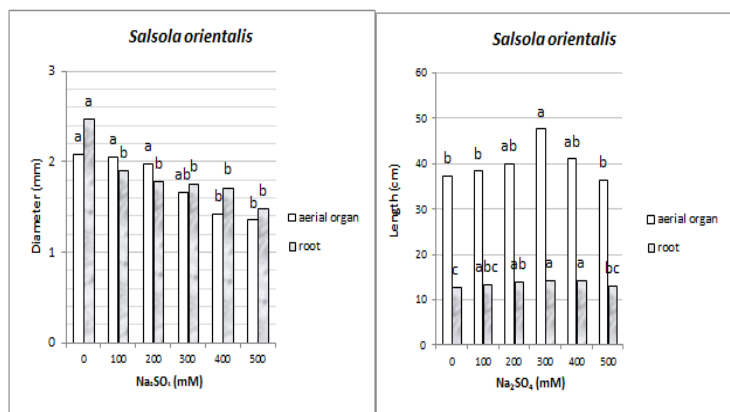 Salsola orientalis
3
2
1
0
Diameter (mm)
a a
a b
a b
ab b
b b
b b
0 100 200 300 400 500
Na₂SO₄ (mM)
aerial organ
root
Salsola orientalis
60
50
40
30
20
10
0
Length (cm)
b b ab a ab b
c abc ab a a bc
0 100 200 300 400 500
Na₂SO₄ (mM)
aerial organ
root